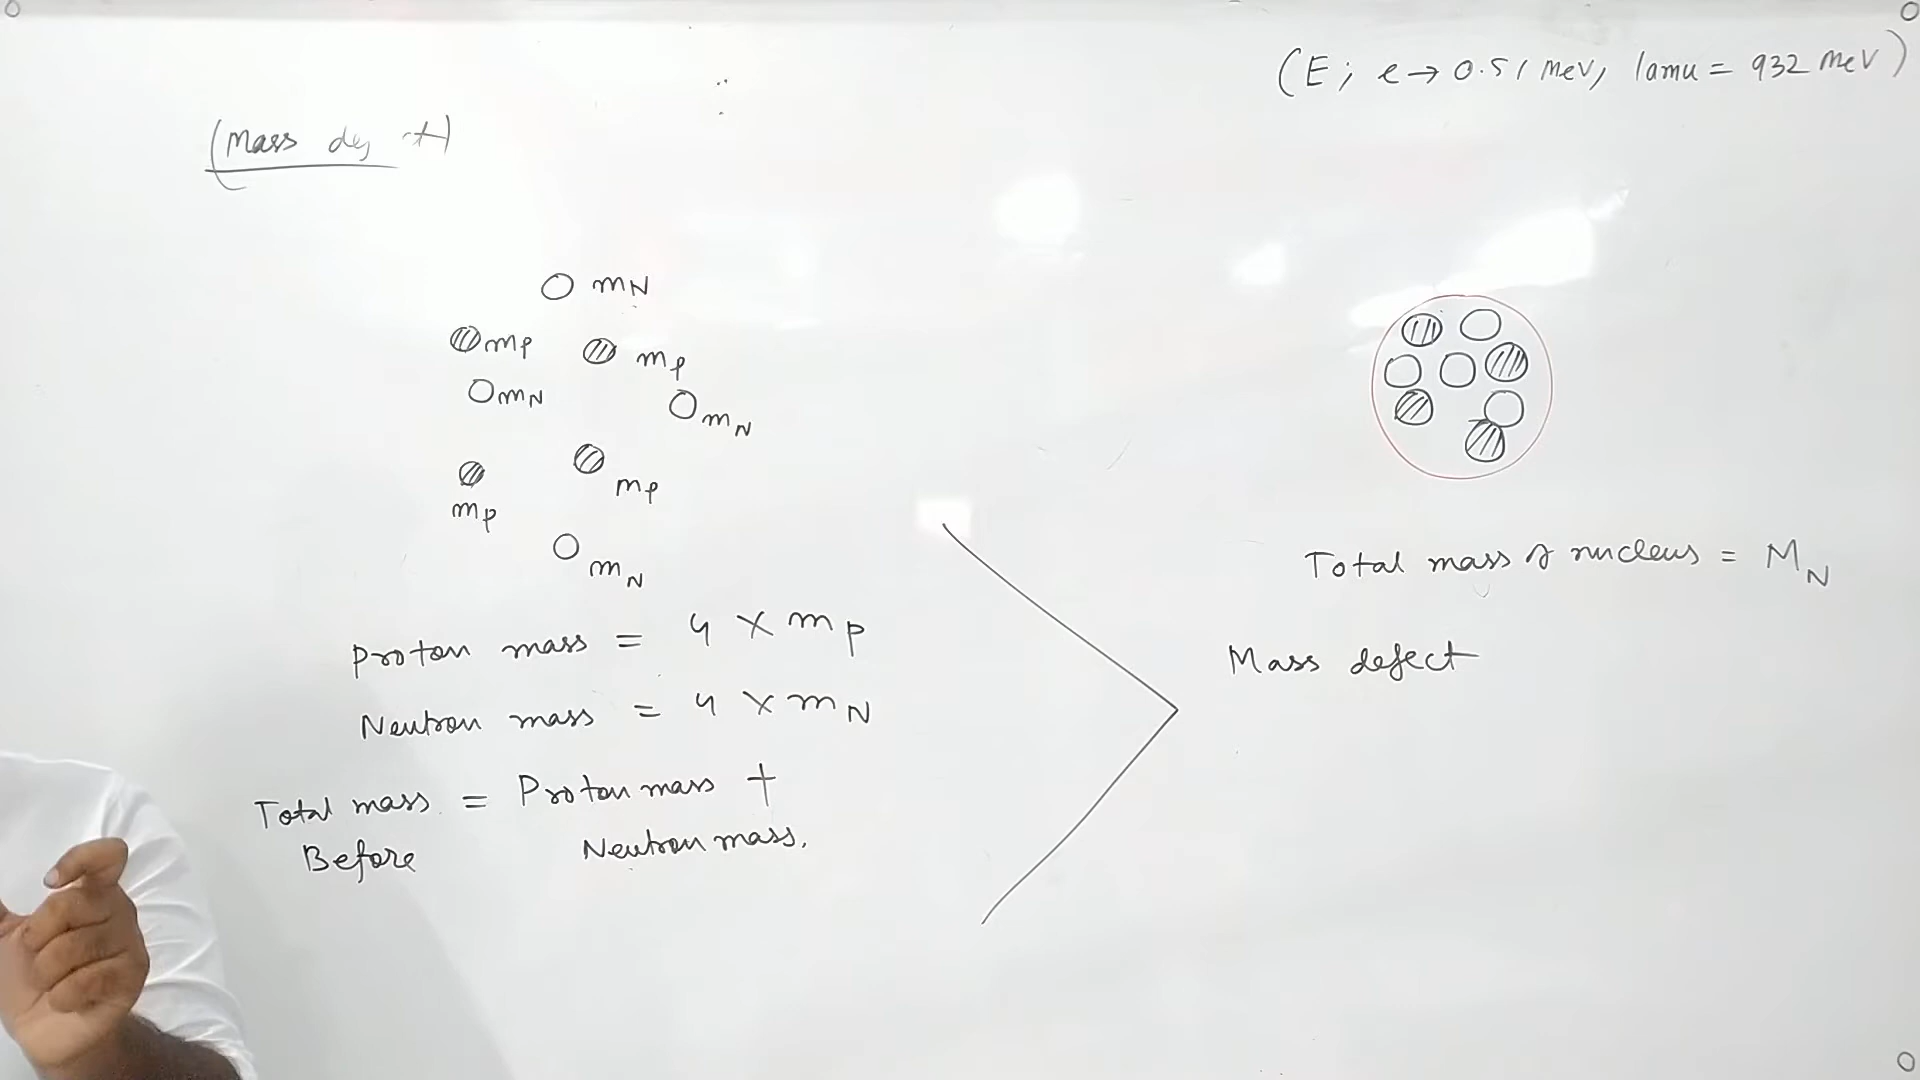 (E; e → 0.51 MeV, 1amu = 932 MeV)
(Mass
mN
mp
mp
mN
mN
mp
mp
mN
Proton mass = 4 × mp
Neutron mass = 4 × mN
Total mass = Proton mass +
Before Neutron mass.
Total mass of nucleus = MN
Mass defect